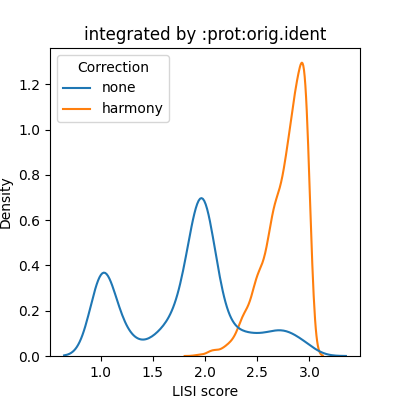 integrated by :prot:orig.ident
Correction
none
harmony
Density
1.2
1.0
0.8
0.6
0.4
0.2
0.0
1.0 1.5 2.0 2.5 3.0
LISI score